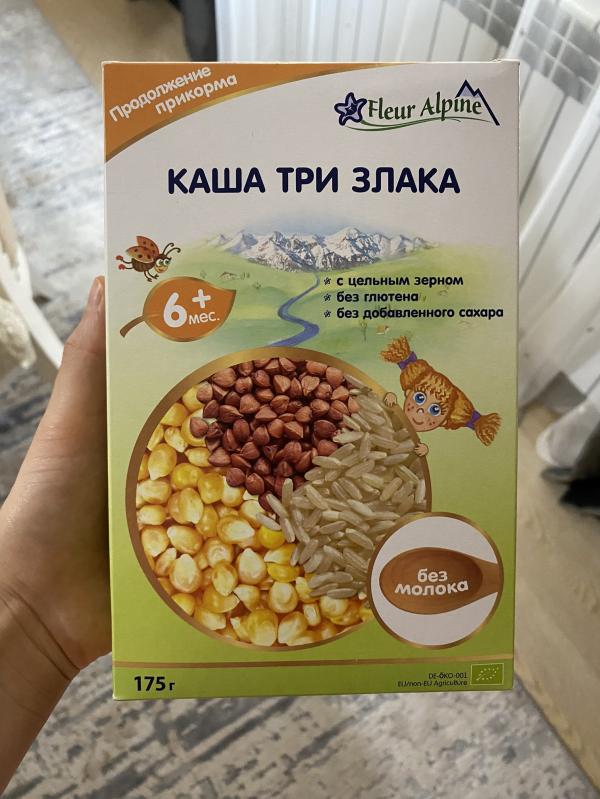 Продолжение
прикорма
Fleur Alpine
КАША ТРИ ЗЛАКА
6+
мес.
с цельным зерном
без глютена
без добавленного сахара
без
молока
175 г
DE-ÖKO-001
EU/non-EU Agriculture